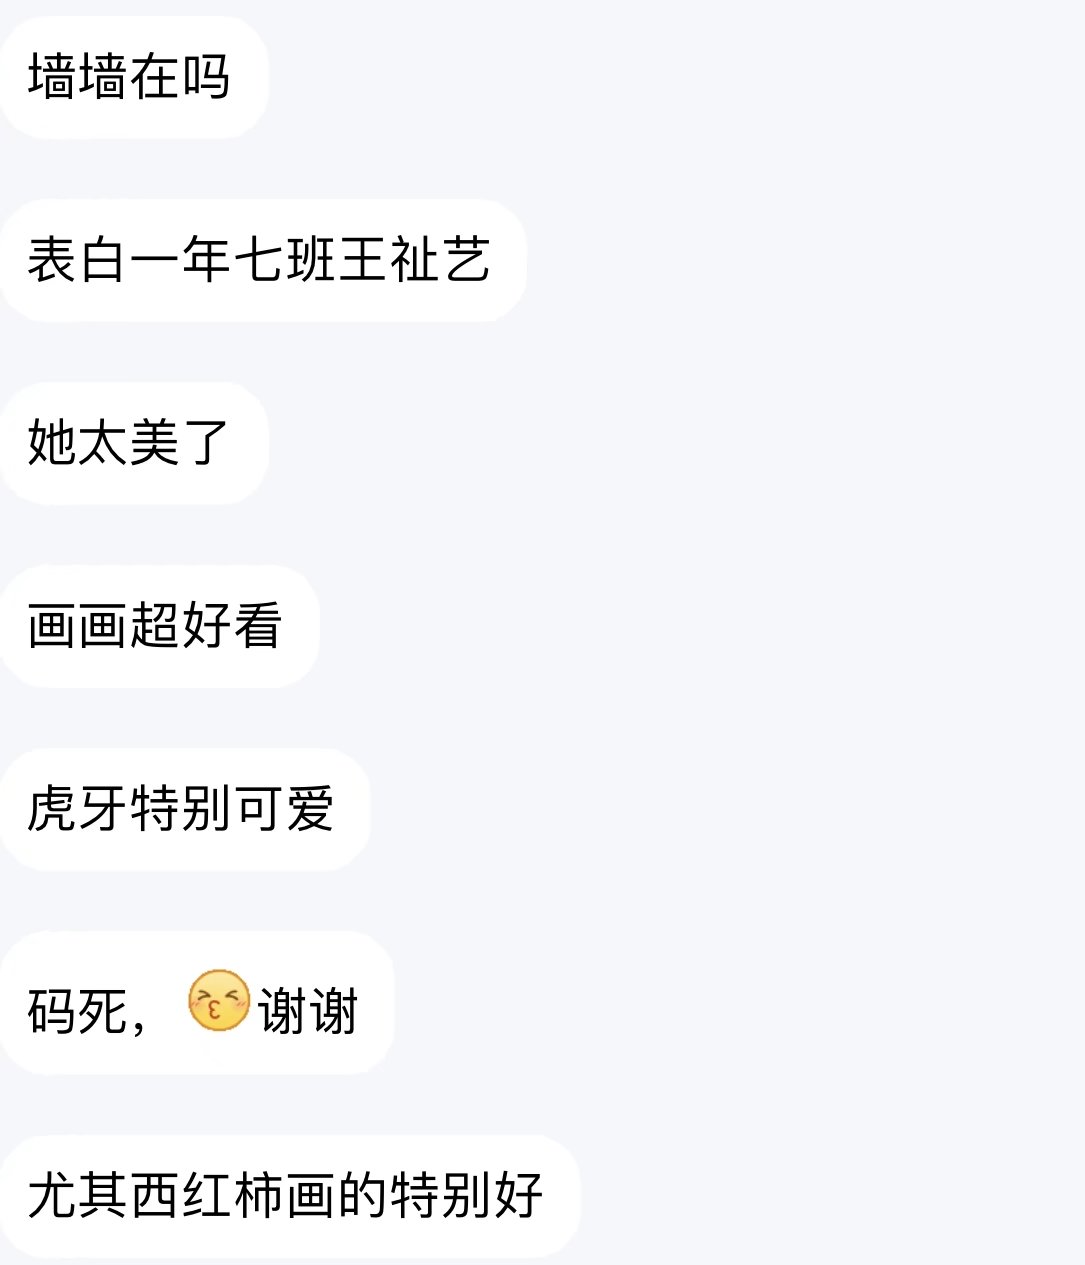 墙墙在吗
表白一年七班王祉艺
她太美了
画画超好看
虎牙特别可爱
码死，😚谢谢
尤其西红柿画的特别好